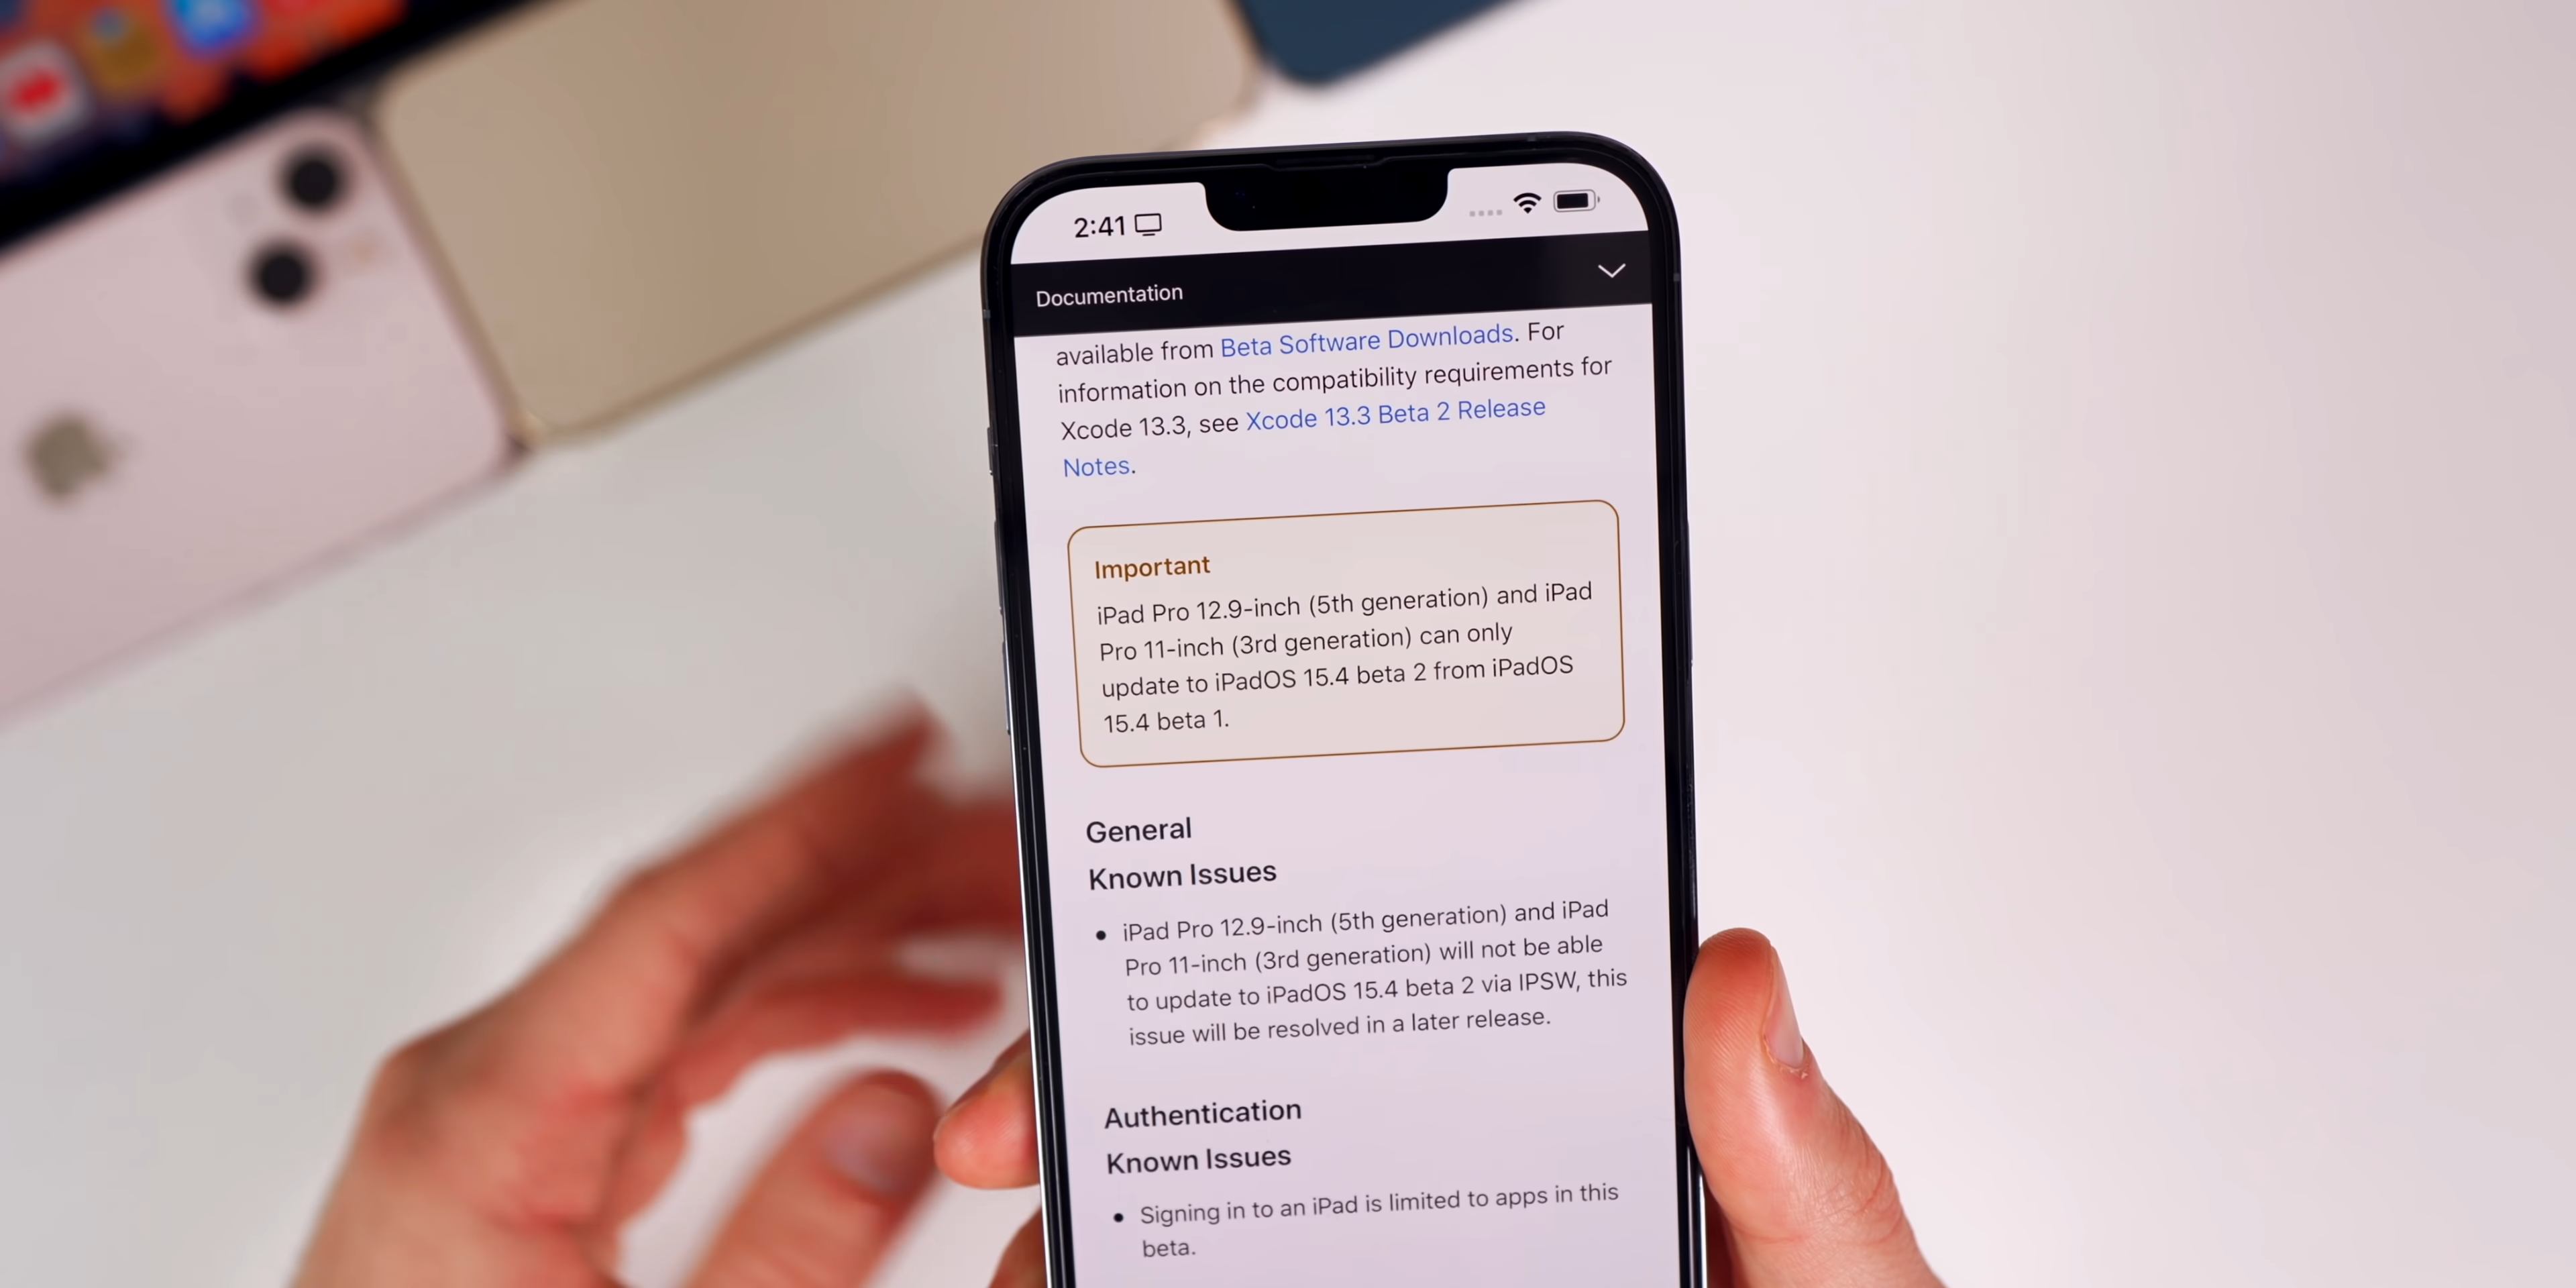 2:41
Documentation
available from Beta Software Downloads. For
information on the compatibility requirements for
Xcode 13.3, see Xcode 13.3 Beta 2 Release
Notes.
Important
iPad Pro 12.9-inch (5th generation) and iPad
Pro 11-inch (3rd generation) can only
update to iPadOS 15.4 beta 2 from iPadOS
15.4 beta 1.
General
Known Issues
• iPad Pro 12.9-inch (5th generation) and iPad
Pro 11-inch (3rd generation) will not be able
to update to iPadOS 15.4 beta 2 via IPSW, this
issue will be resolved in a later release.
Authentication
Known Issues
• Signing in to an iPad is limited to apps in this
beta.